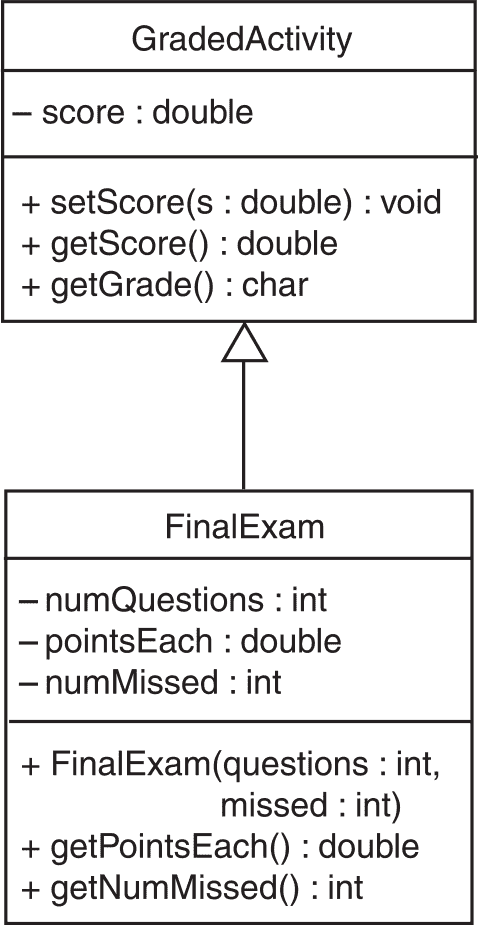 GradedActivity
– score : double
+ setScore(s : double) : void
+ getScore() : double
+ getGrade() : char
FinalExam
– numQuestions : int
– pointsEach : double
– numMissed : int
+ FinalExam(questions : int,
missed : int)
+ getPointsEach() : double
+ getNumMissed() : int